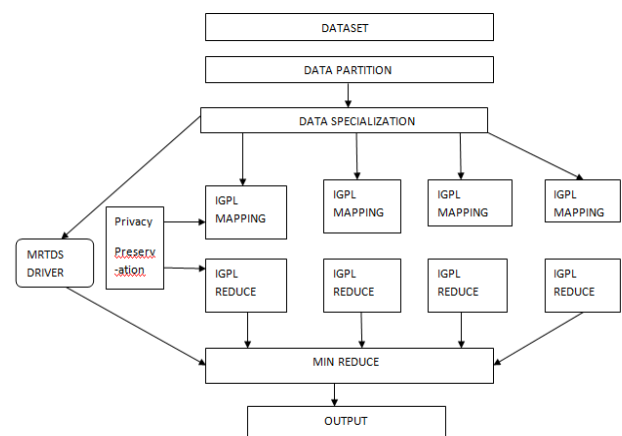 DATASET
DATA PARTITION
DATA SPECIALIZATION
IGPL
MAPPING
IGPL
MAPPING
IGPL
MAPPING
IGPL
MAPPING
Privacy
Preserv
-ation
MRTDS
DRIVER
IGPL
REDUCE
IGPL
REDUCE
IGPL
REDUCE
IGPL
REDUCE
MIN REDUCE
OUTPUT